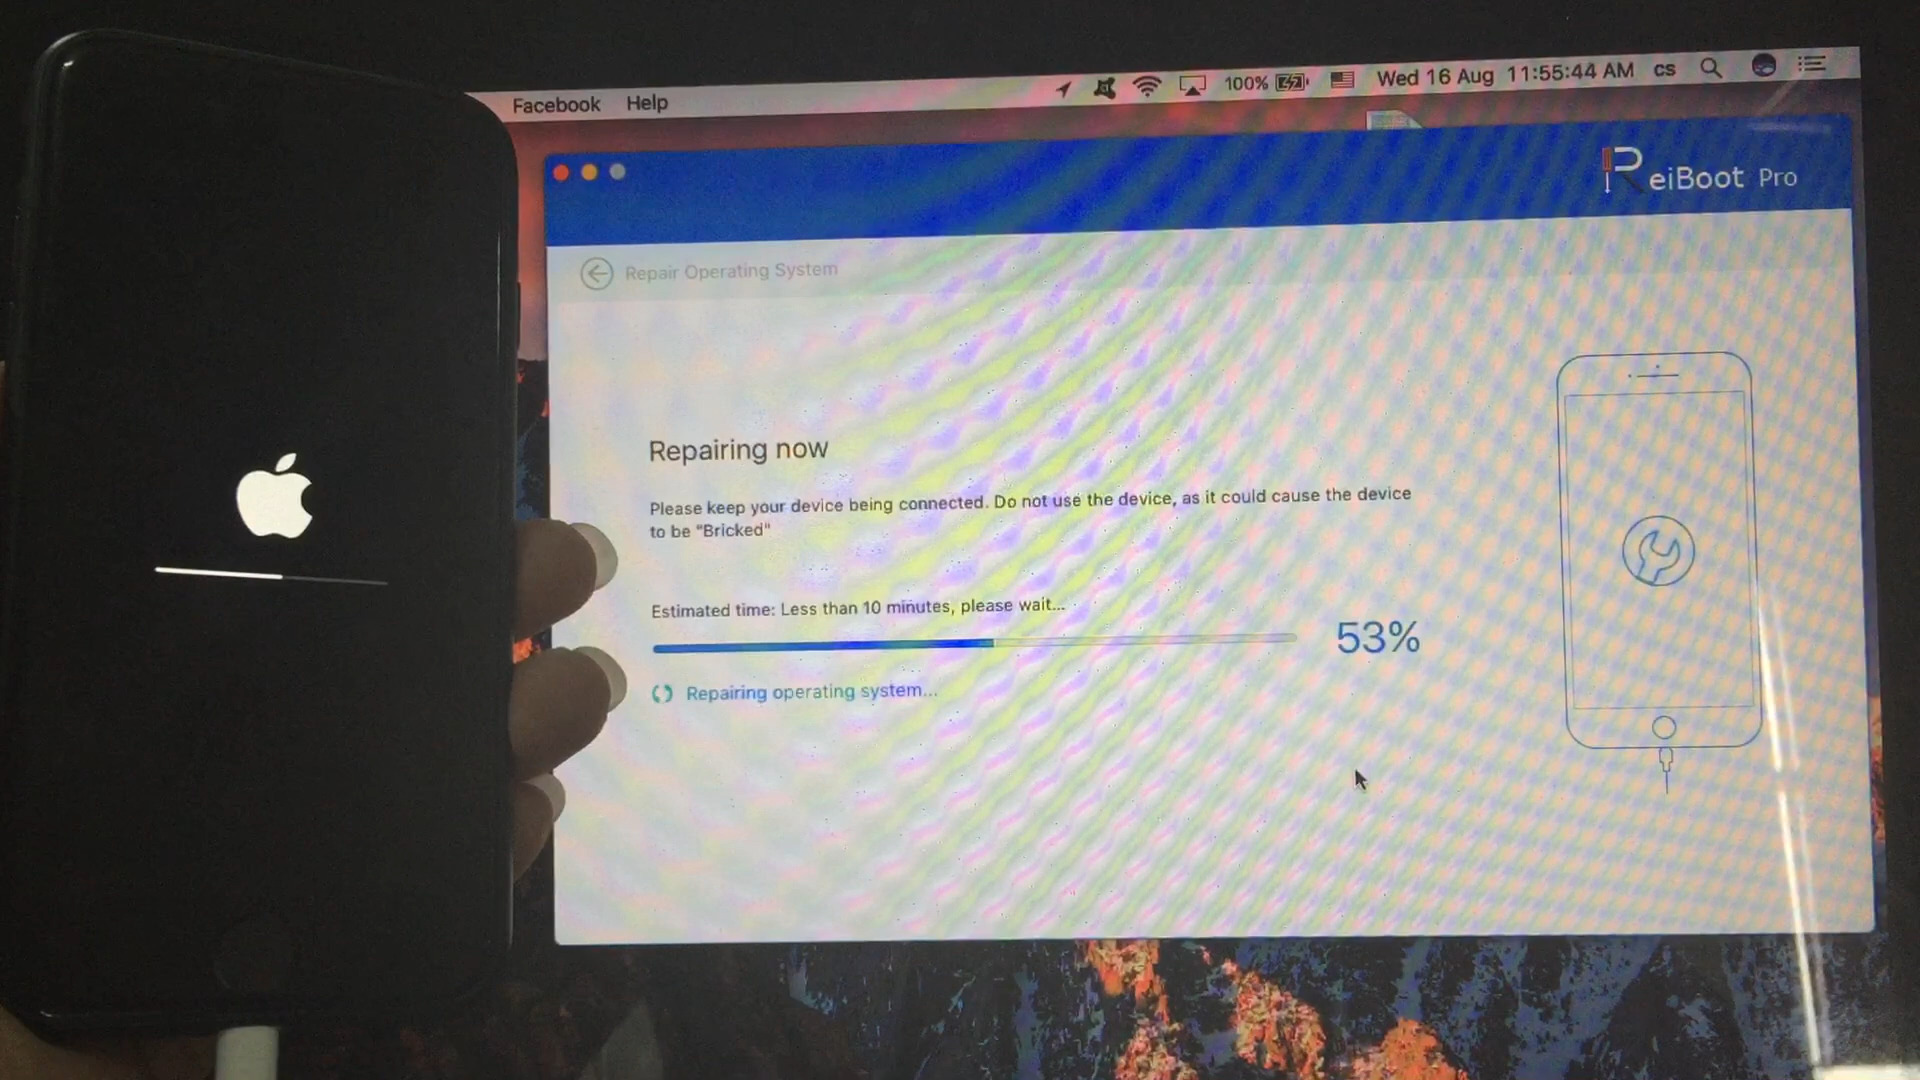 Facebook Help 100% Wed 16 Aug 11:55:44 AM cs
ReiBoot Pro
Repair Operating System
Repairing now
Please keep your device being connected. Do not use the device, as it could cause the device
to be "Bricked"
Estimated time: Less than 10 minutes, please wait...
53%
Repairing operating system...